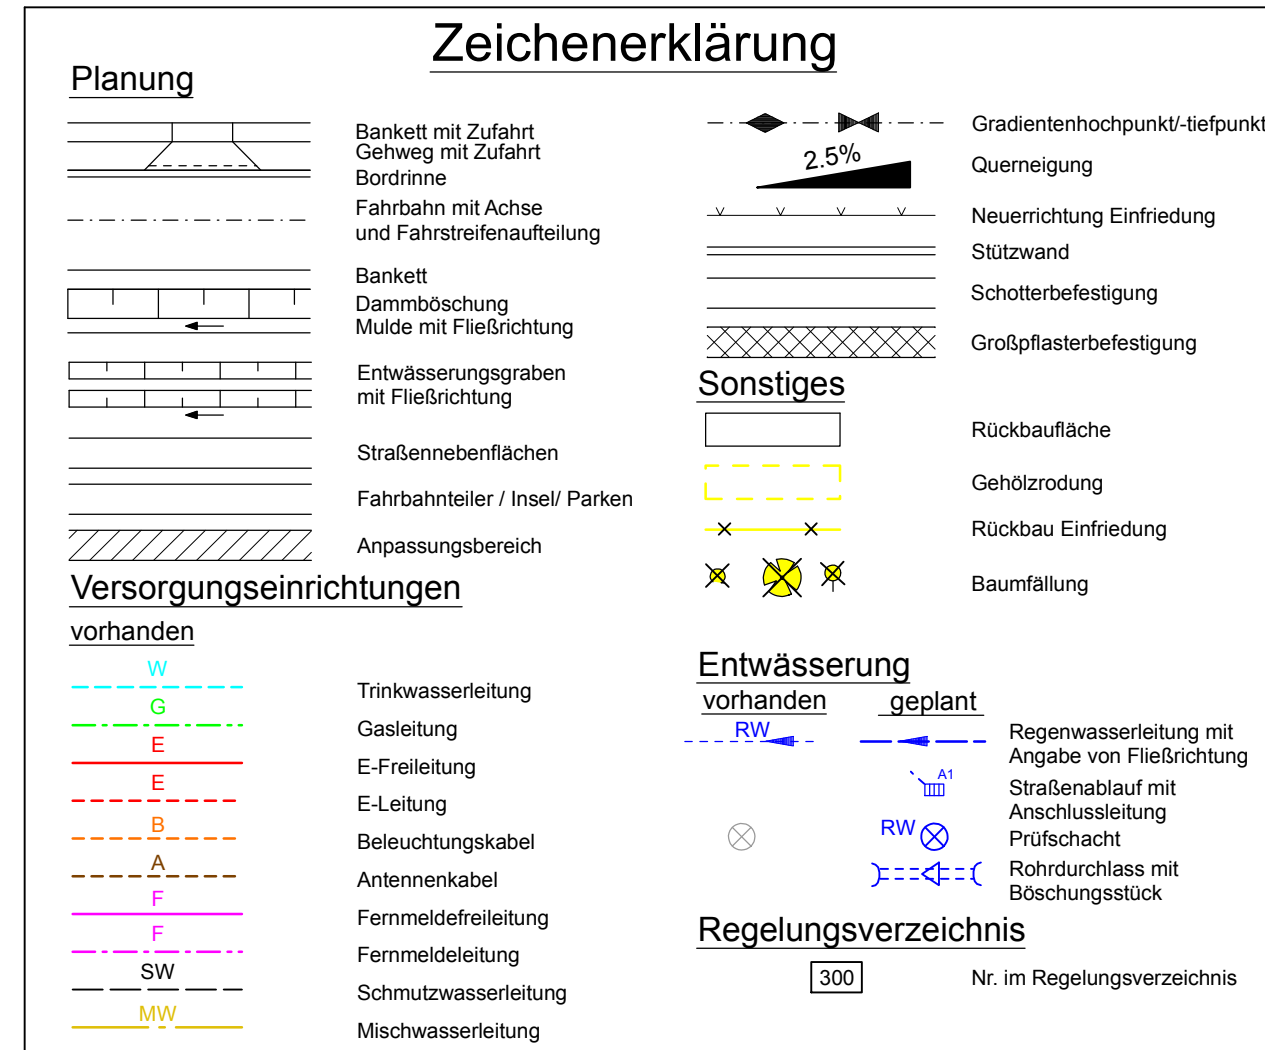 Zeichenerklärung
Planung
Bankett mit Zufahrt
Gehweg mit Zufahrt
Bordrinne
Fahrbahn mit Achse
und Fahrstreifenaufteilung
Bankett
Dammböschung
Mulde mit Fließrichtung
Entwässerungsgraben
mit Fließrichtung
Straßennebenflächen
Fahrbahnteiler / Insel/ Parken
Anpassungsbereich
Gradientenhochpunkt/-tiefpunkt
2.5%
Querneigung
Neuerrichtung Einfriedung
Stützwand
Schotterbefestigung
Großpflasterbefestigung
Sonstiges
Rückbaufläche
Gehölzrodung
Rückbau Einfriedung
Baumfällung
Versorgungseinrichtungen
vorhanden
W
Trinkwasserleitung
G
Gasleitung
E
E-Freileitung
E
E-Leitung
B
Beleuchtungskabel
A
Antennenkabel
F
Fernmeldefreileitung
F
Fernmeldeleitung
SW
Schmutzwasserleitung
MW
Mischwasserleitung
Entwässerung
vorhanden geplant
RW
Regenwasserleitung mit
Angabe von Fließrichtung
A1
Straßenablauf mit
Anschlussleitung
RW
Prüfschacht
Rohrdurchlass mit
Böschungsstück
Regelungsverzeichnis
300
Nr. im Regelungsverzeichnis